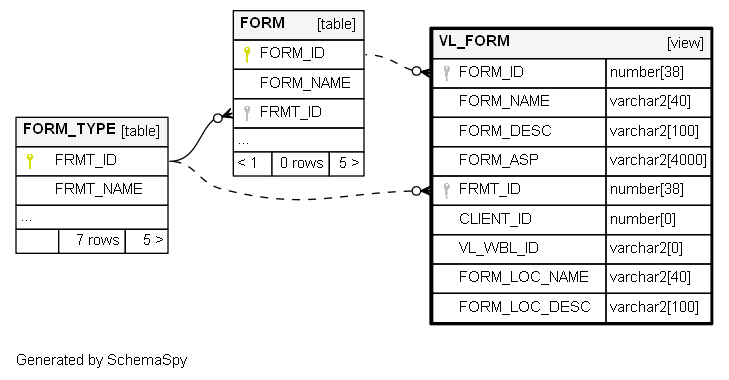 FORM [table]
FORM_ID
FORM_NAME
FRMT_ID
...
< 1 0 rows 5 >
FORM_TYPE [table]
FRMT_ID
FRMT_NAME
...
7 rows 5 >
VL_FORM [view]
FORM_ID number[38]
FORM_NAME varchar2[40]
FORM_DESC varchar2[100]
FORM_ASP varchar2[4000]
FRMT_ID number[38]
CLIENT_ID number[0]
VL_WBL_ID varchar2[0]
FORM_LOC_NAME varchar2[40]
FORM_LOC_DESC varchar2[100]
Generated by SchemaSpy